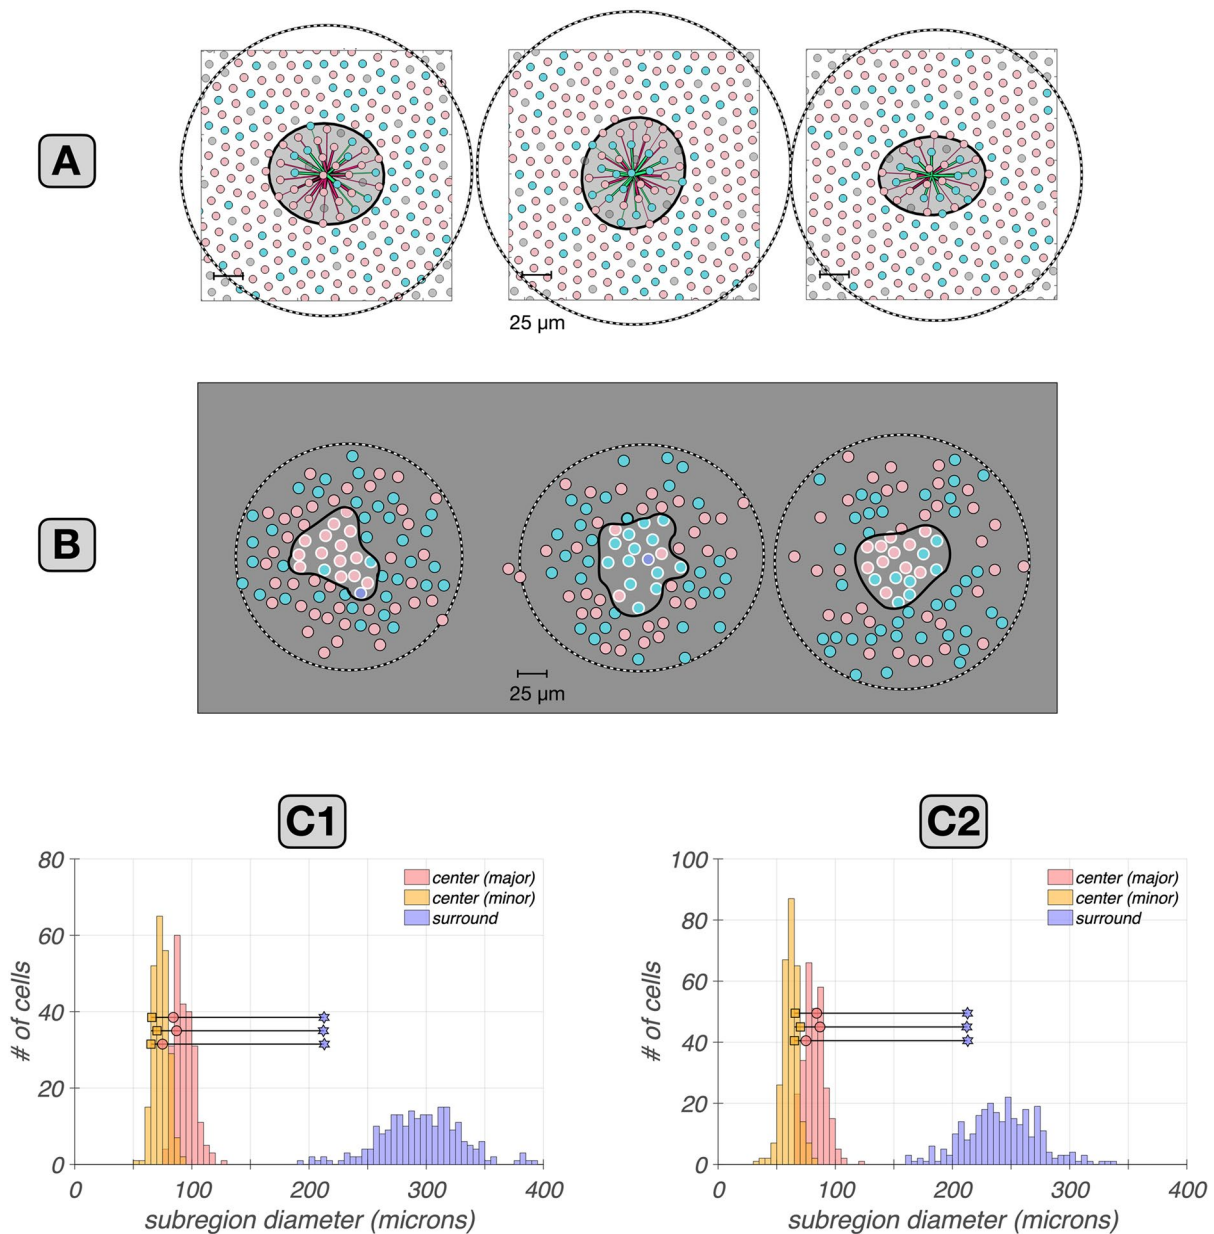 A
25 µm
B
25 µm
C1
80
60
40
20
0
# of cells
center (major)
center (minor)
surround
0 100 200 300 400
subregion diameter (microns)
C2
100
80
60
40
20
0
# of cells
center (major)
center (minor)
surround
0 100 200 300 400
subregion diameter (microns)